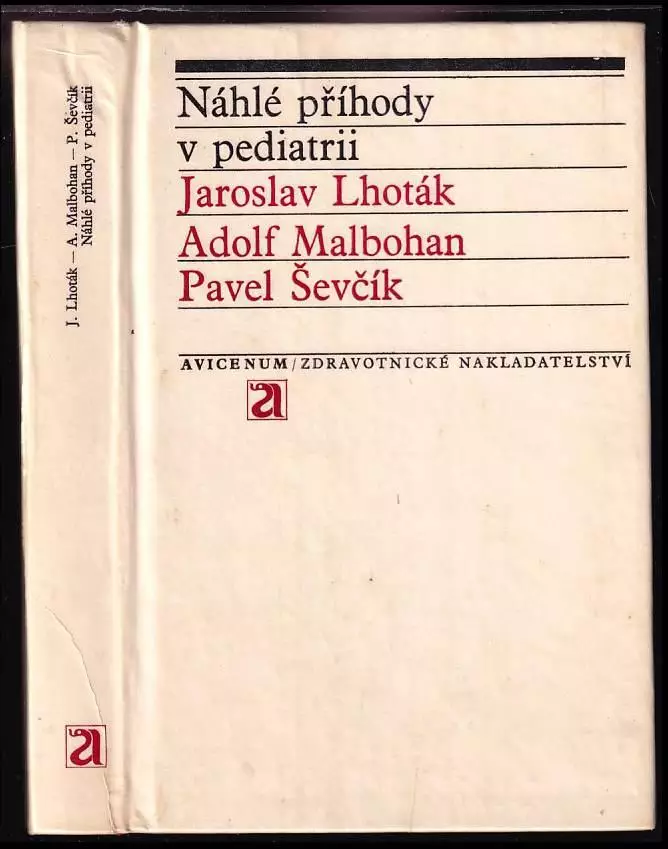 J. Lhoták — A. Malbohan — P. Ševčík
Náhlé příhody v pediatrii
Náhlé příhody
v pediatrii
Jaroslav Lhoták
Adolf Malbohan
Pavel Ševčík
AVICENUM/ZDRAVOTNICKÉ NAKLADATELSTVÍ